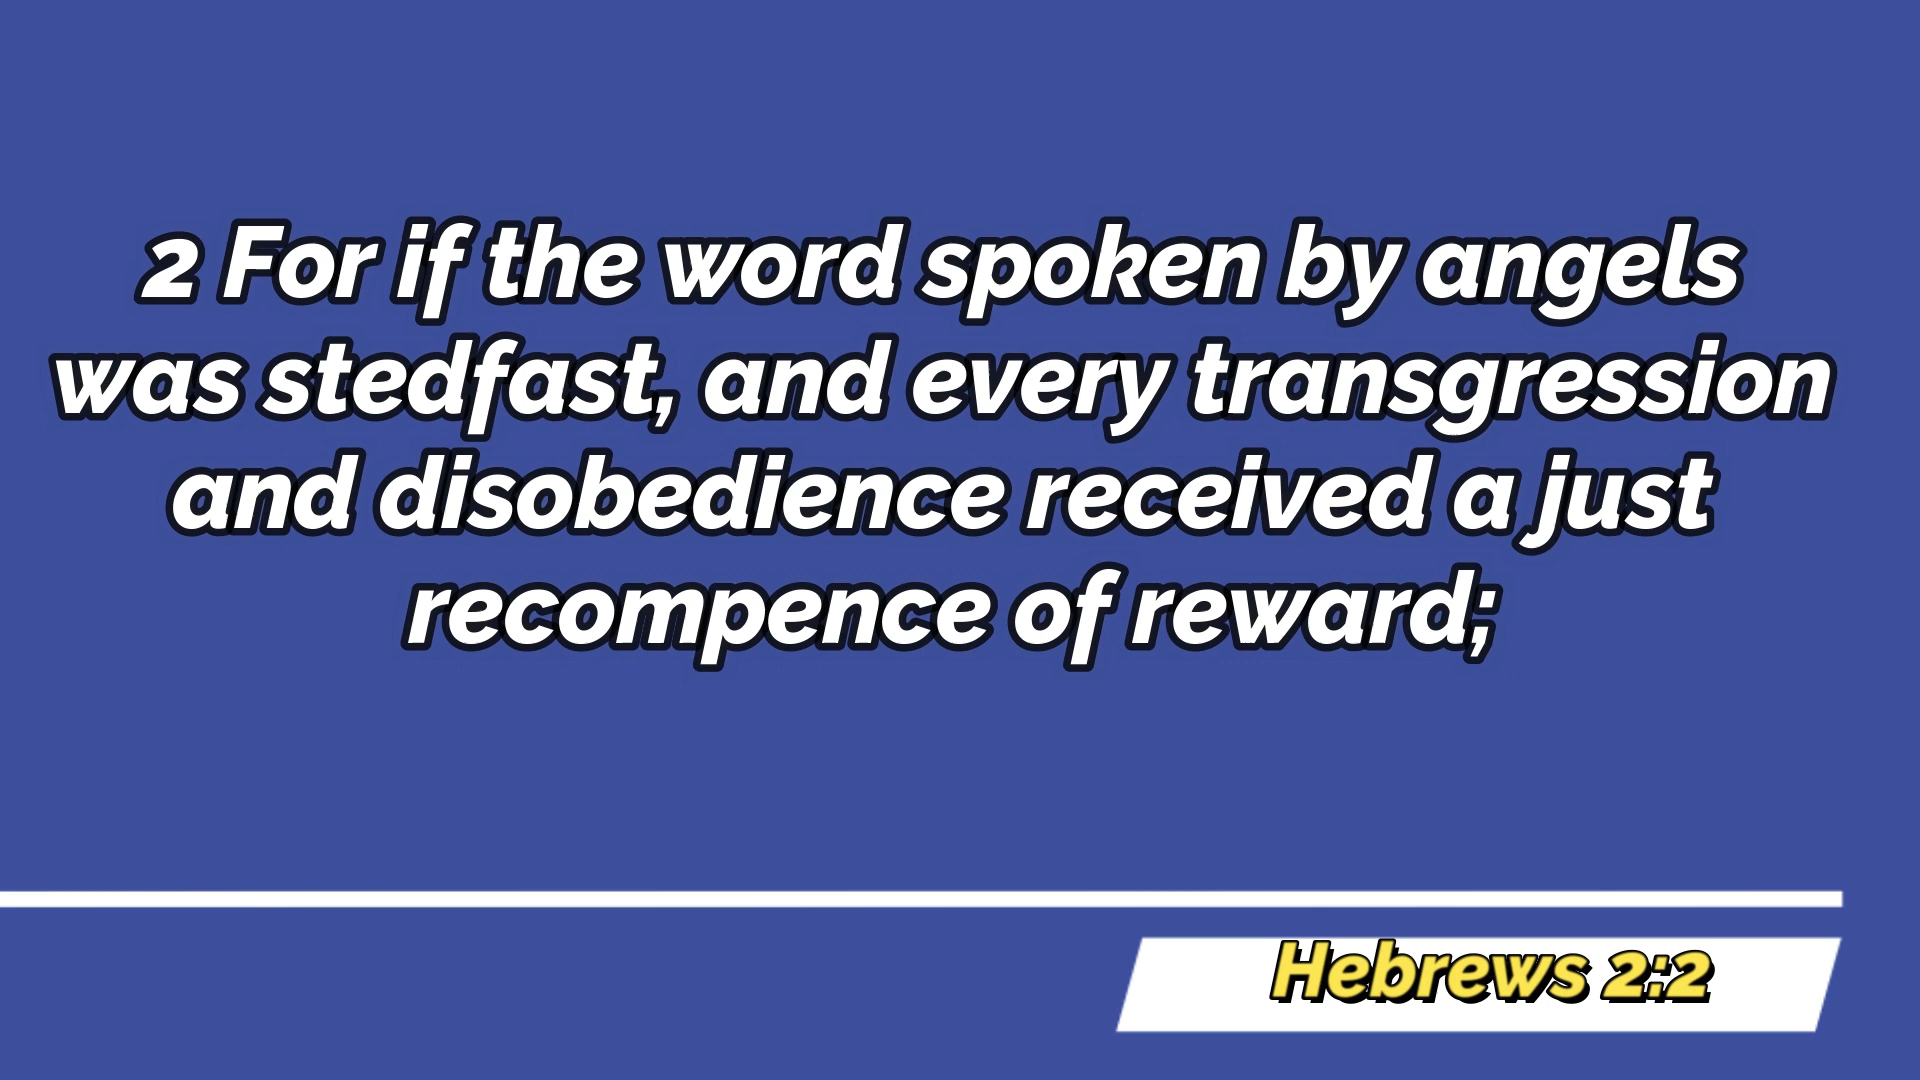 2 For if the word spoken by angels
was stedfast, and every transgression
and disobedience received a just
recompence of reward;
Hebrews 2:2